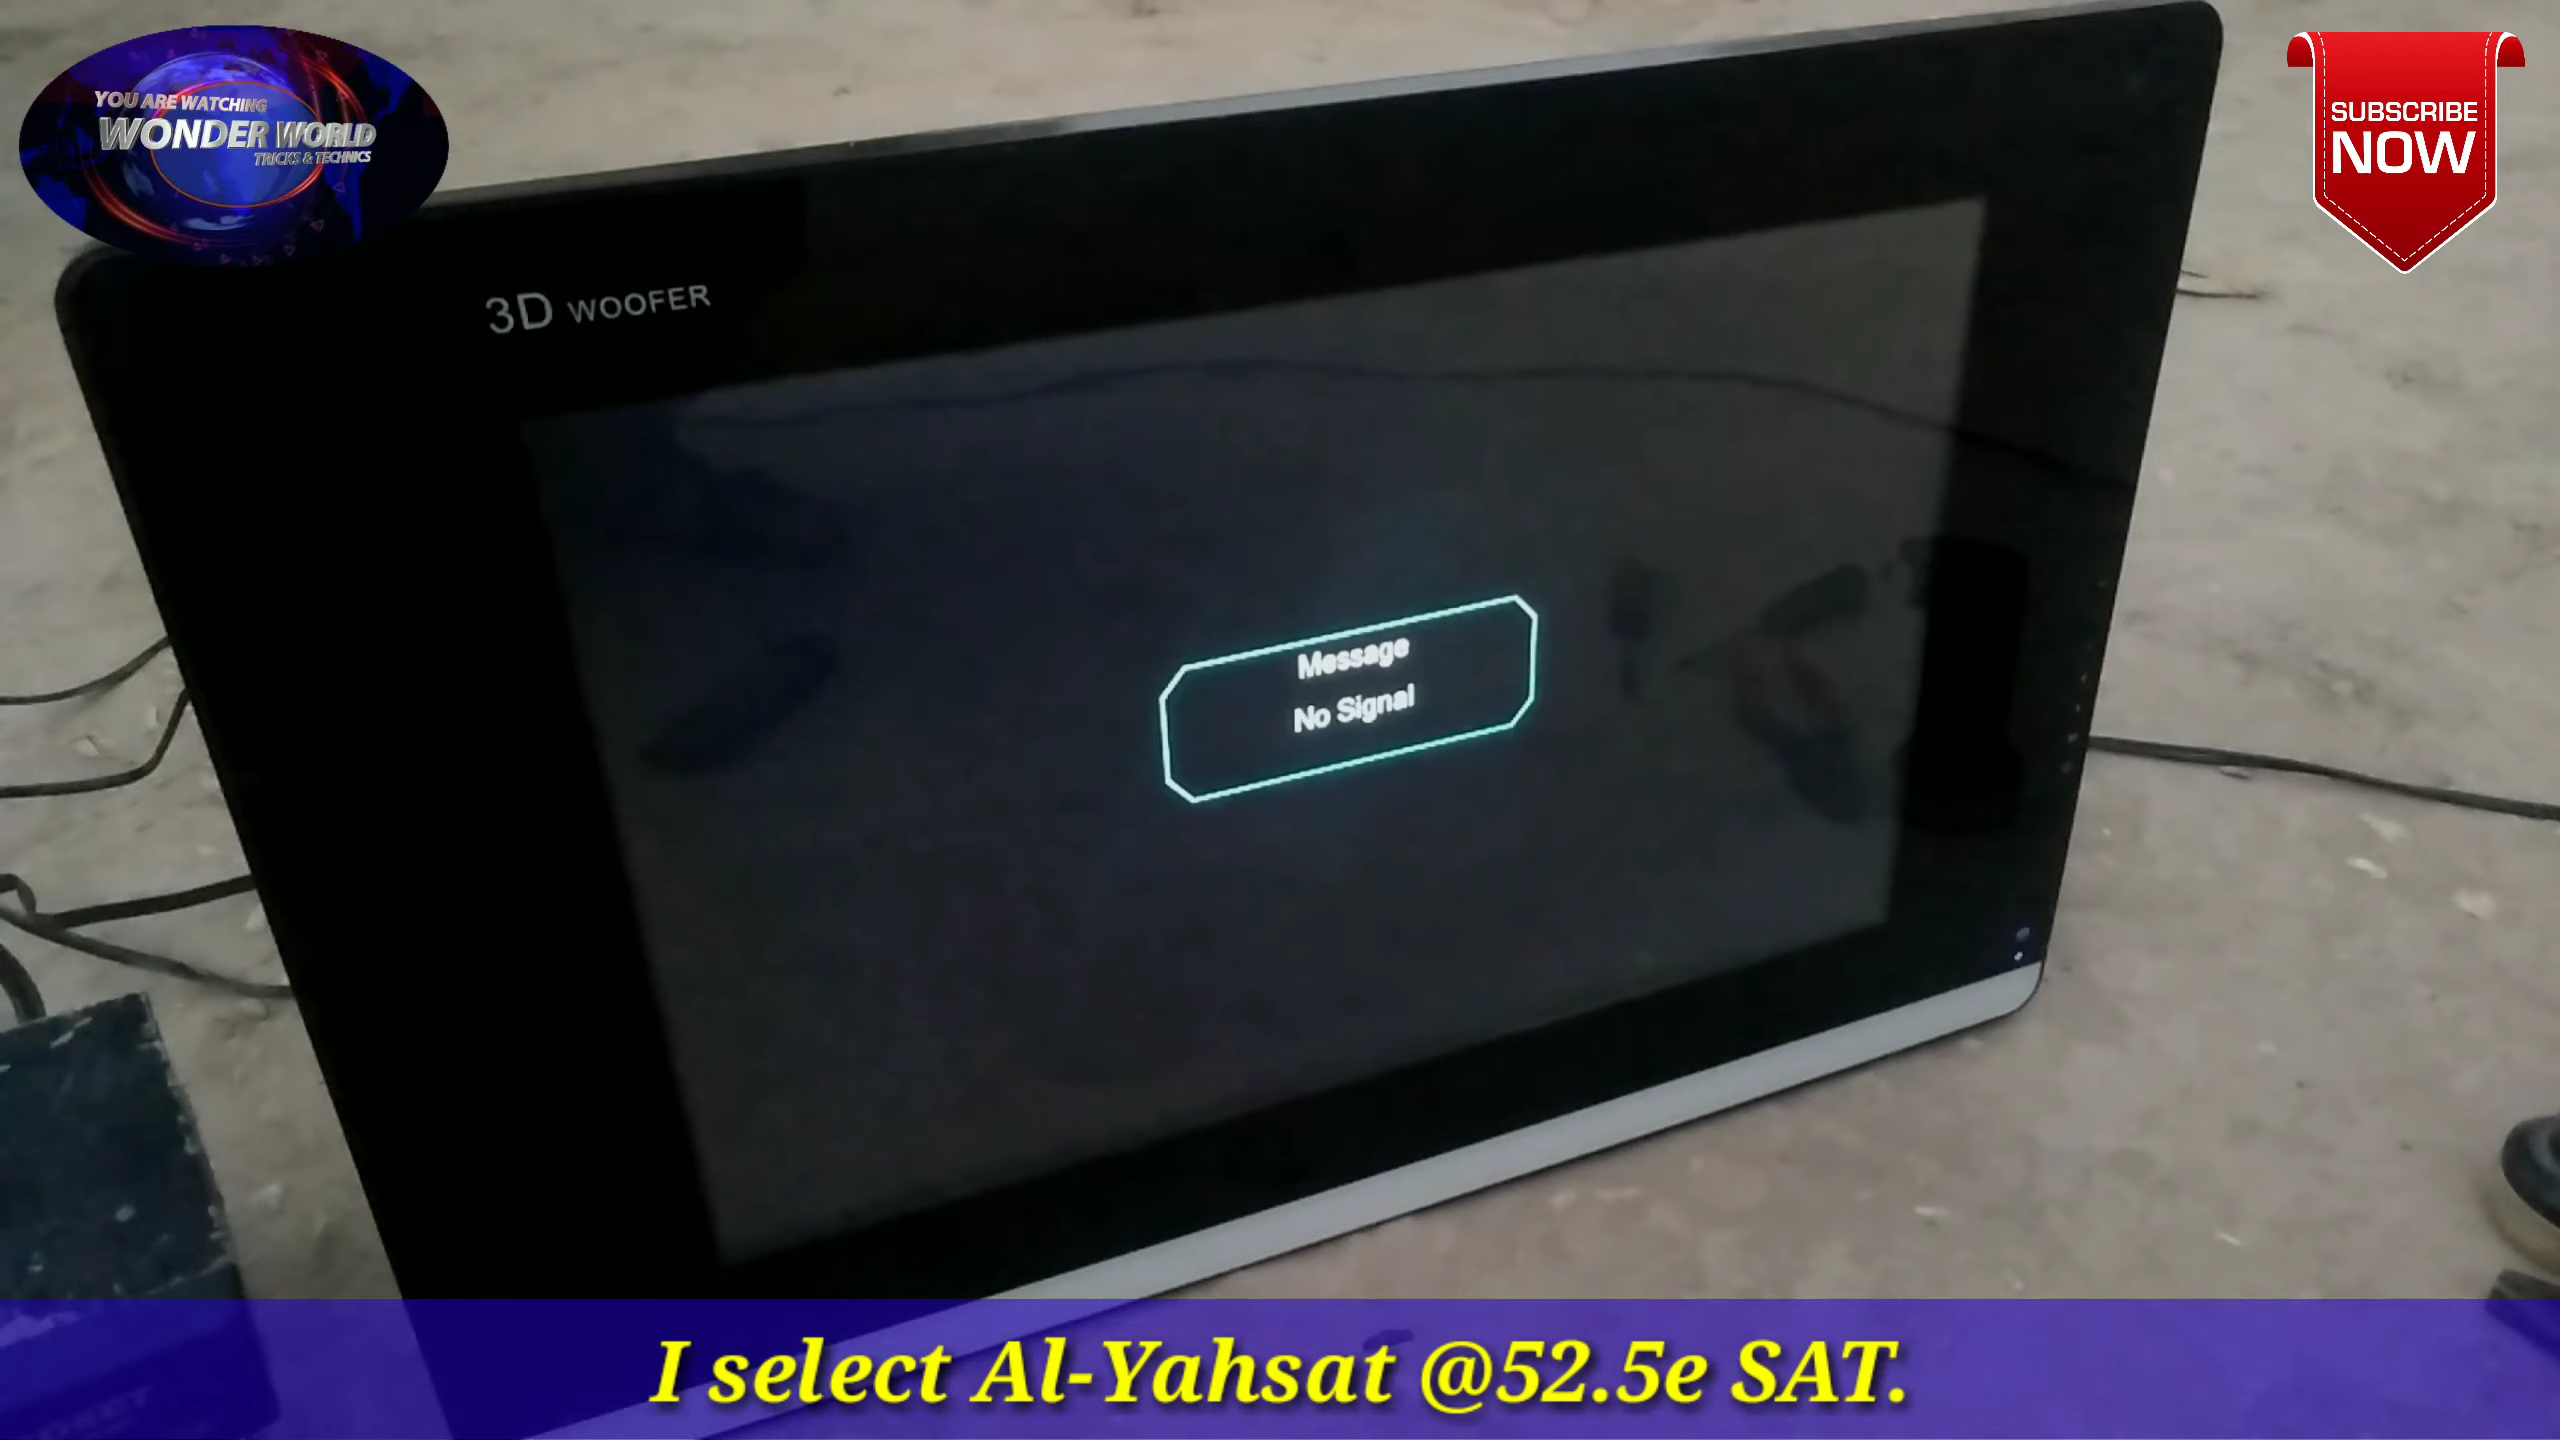 YOU ARE WATCHING
WONDER WORLD
TRICKS & TECHNICS
SUBSCRIBE
NOW
3D WOOFER
Message
No Signal
I select Al-Yahsat @52.5e SAT.